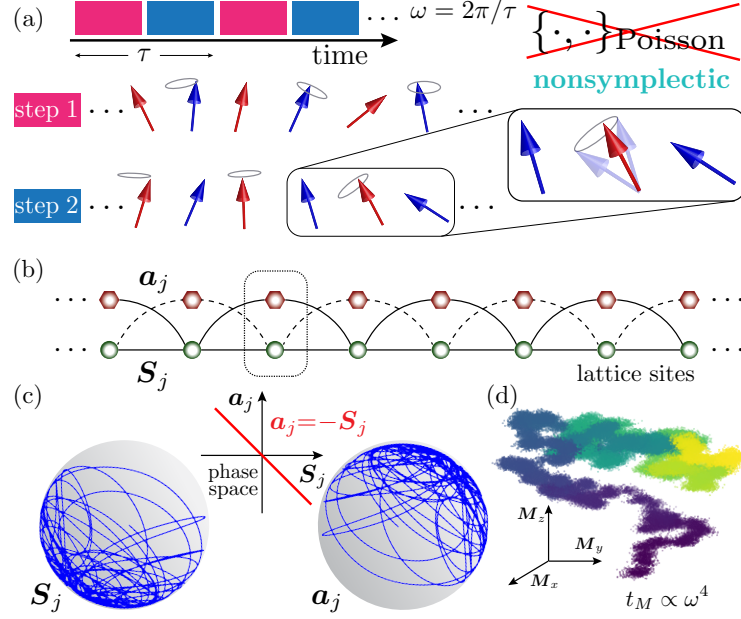 (a)
··· ω = 2π/τ
τ
time
{·,·}Poisson
nonsymplectic
step 1
···
···
step 2
···
···
(b)
a_j
···
···
···
···
S_j
lattice sites
(c)
a_j
(d)
a_j=−S_j
phase
space
S_j
M_z
M_y
M_x
S_j
a_j
t_M ∝ ω^4